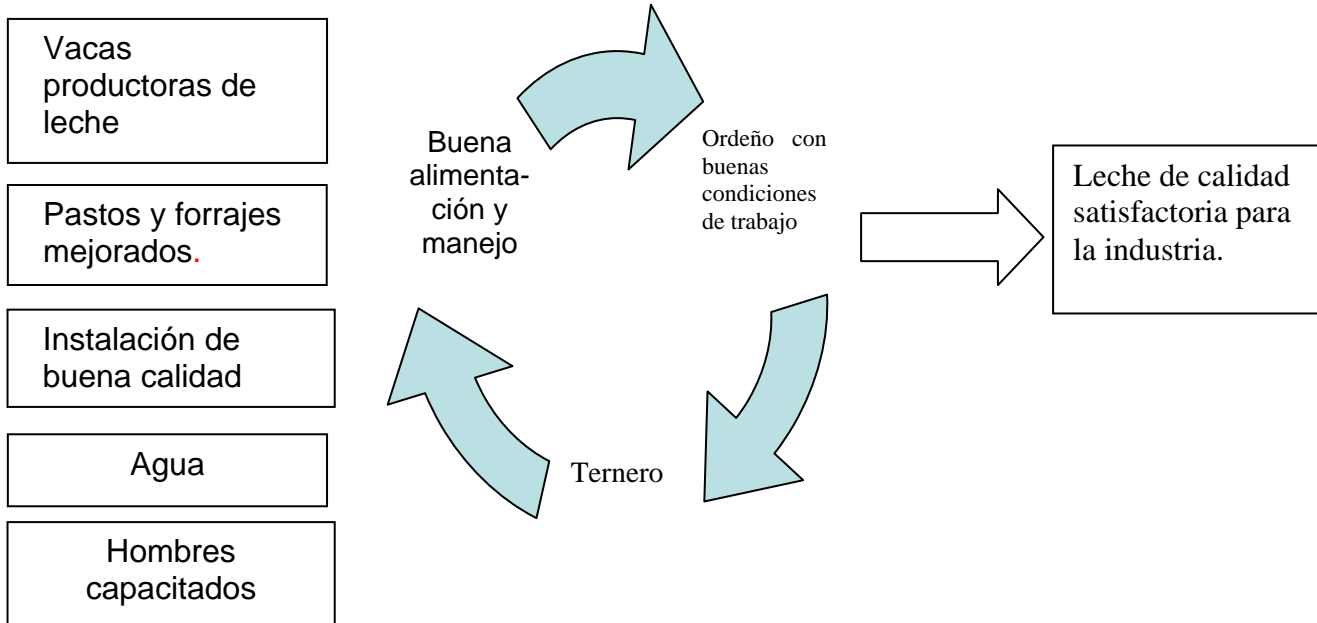 Vacas
productoras de
leche
Pastos y forrajes
mejorados.
Instalación de
buena calidad
Agua
Hombres
capacitados
Buena
alimenta-
ción y
manejo
Ordeño con
buenas
condiciones
de trabajo
Ternero
Leche de calidad
satisfactoria para
la industria.